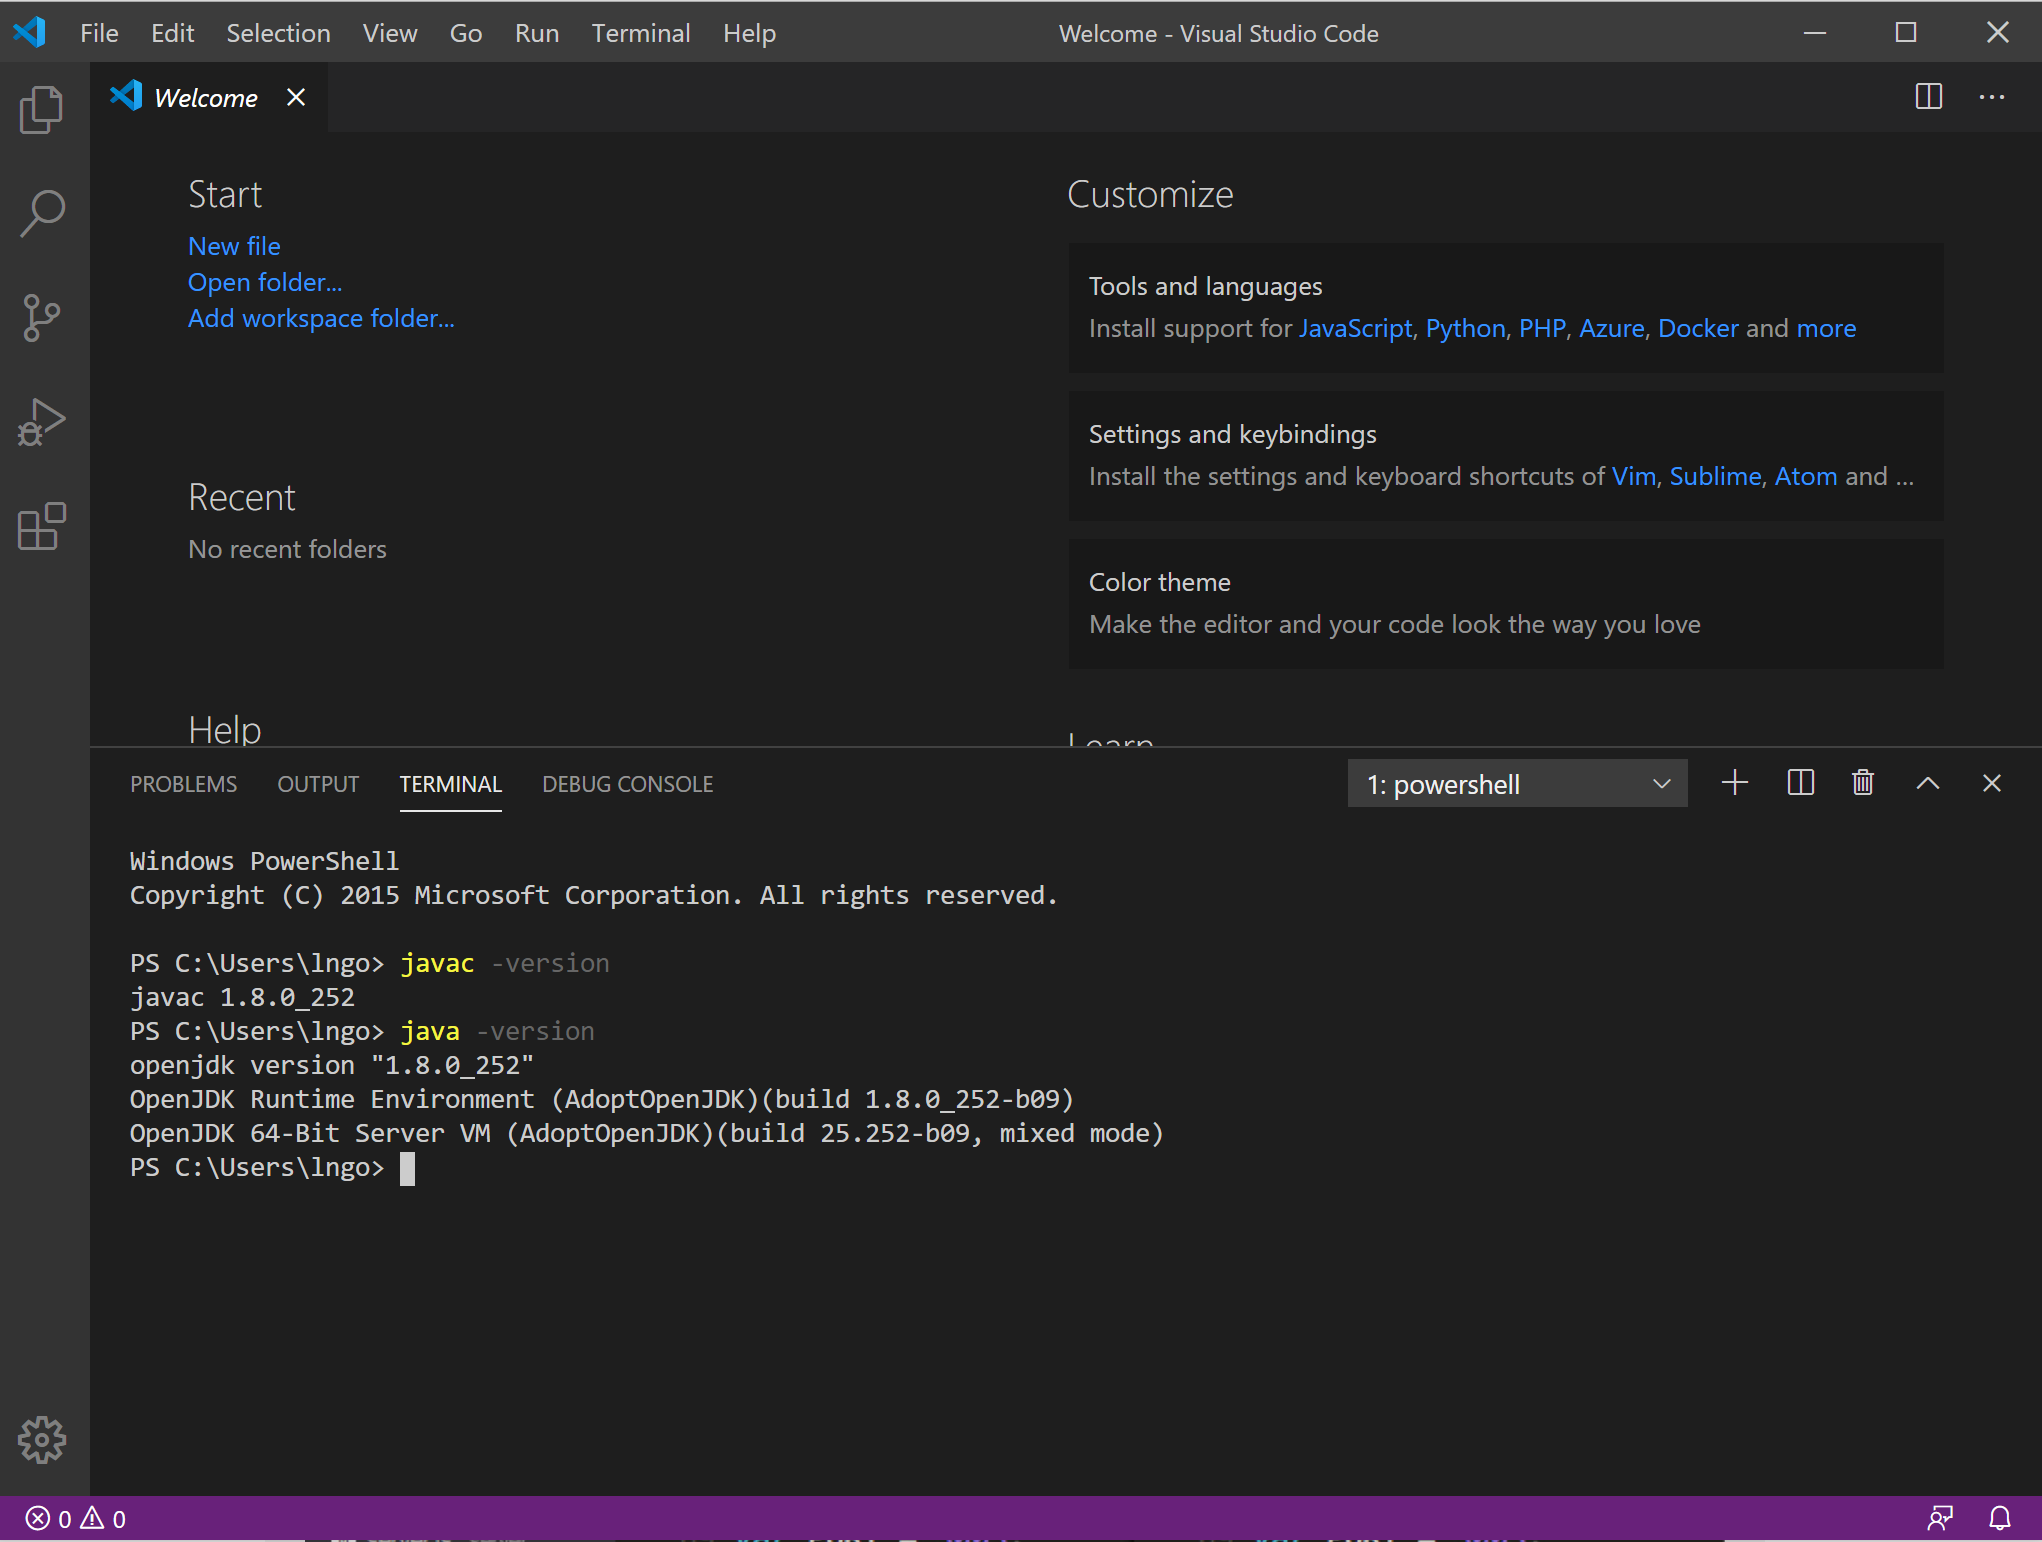 File Edit Selection View Go Run Terminal Help Welcome - Visual Studio Code
Welcome
Start
New file
Open folder...
Add workspace folder...
Recent
No recent folders
Help
Customize
Tools and languages
Install support for JavaScript, Python, PHP, Azure, Docker and more
Settings and keybindings
Install the settings and keyboard shortcuts of Vim, Sublime, Atom and ...
Color theme
Make the editor and your code look the way you love
Learn
PROBLEMS OUTPUT TERMINAL DEBUG CONSOLE 1: powershell
Windows PowerShell
Copyright (C) 2015 Microsoft Corporation. All rights reserved.
PS C:\Users\lngo> javac -version
javac 1.8.0_252
PS C:\Users\lngo> java -version
openjdk version "1.8.0_252"
OpenJDK Runtime Environment (AdoptOpenJDK)(build 1.8.0_252-b09)
OpenJDK 64-Bit Server VM (AdoptOpenJDK)(build 25.252-b09, mixed mode)
PS C:\Users\lngo>
0 0